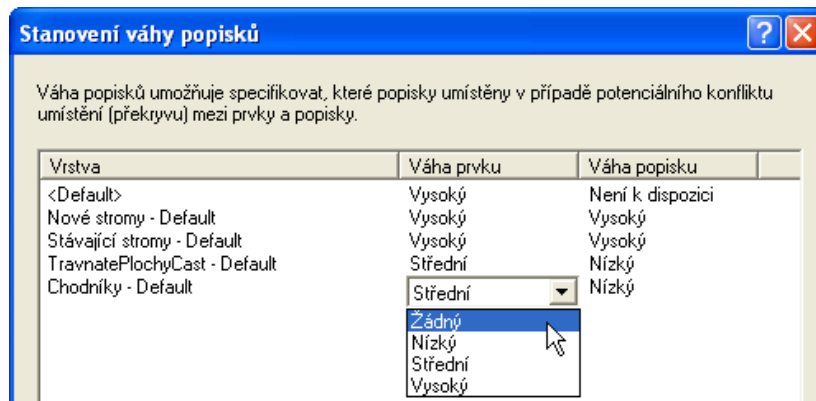 Stanovení váhy popisků
Váha popisků umožňuje specifikovat, které popisky umístěny v případě potenciálního konfliktu
umístění (překryvu) mezi prvky a popisky.
Vrstva Váha prvku Váha popisku
<Default> Vysoký Není k dispozici
Nové stromy - Default Vysoký Vysoký
Stávající stromy - Default Vysoký Vysoký
TravnatePlochyCast - Default Střední Nízký
Chodníky - Default Střední Nízký
Žádný
Nízký
Střední
Vysoký